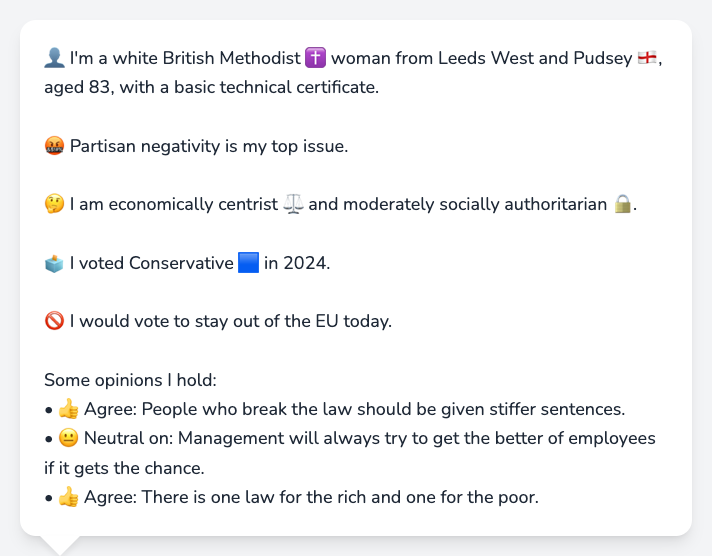 👤 I'm a white British Methodist ✝️ woman from Leeds West and Pudsey 🏴󠁧󠁢󠁥󠁮󠁧󠁿,
aged 83, with a basic technical certificate.
🤬 Partisan negativity is my top issue.
🤔 I am economically centrist ⚖️ and moderately socially authoritarian 🔒.
🗳️ I voted Conservative 🟦 in 2024.
🚫 I would vote to stay out of the EU today.
Some opinions I hold:
• 👍 Agree: People who break the law should be given stiffer sentences.
• 😐 Neutral on: Management will always try to get the better of employees
if it gets the chance.
• 👍 Agree: There is one law for the rich and one for the poor.